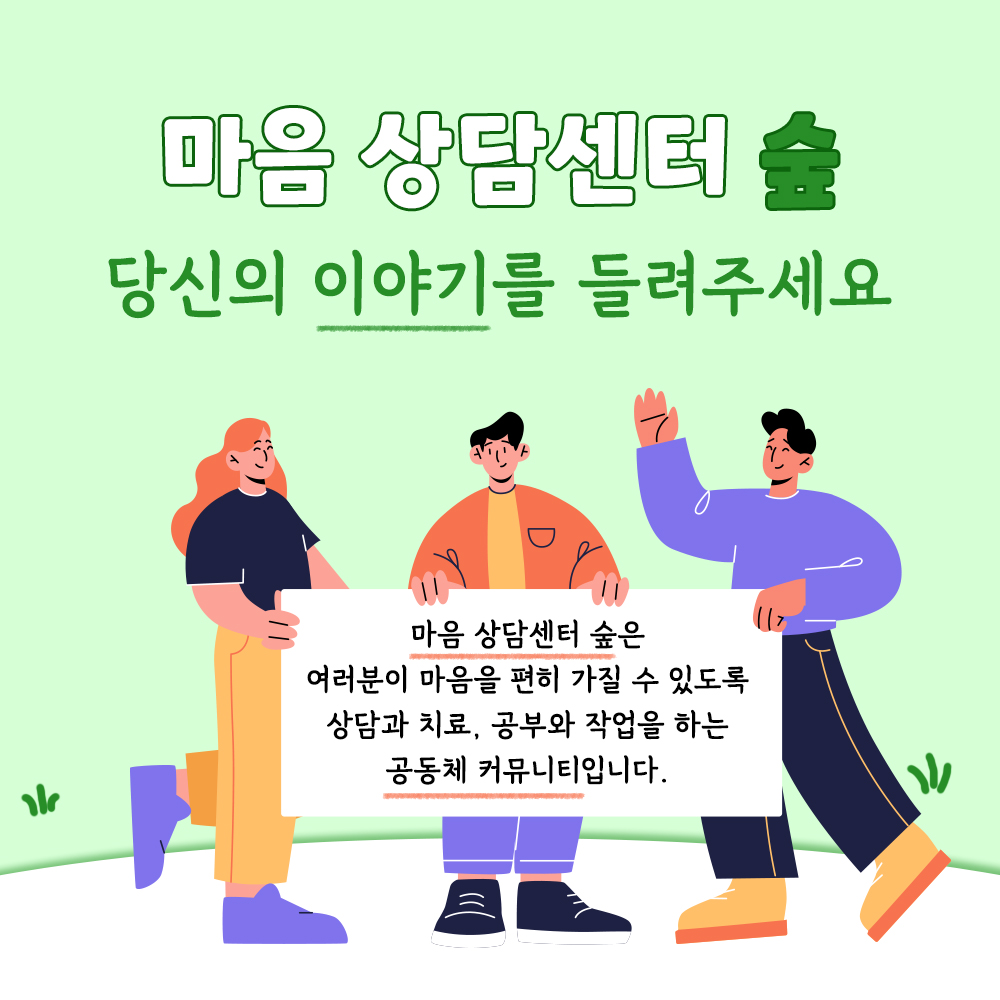 마음 상담센터 숲
당신의 이야기를 들려주세요
마음 상담센터 숲은
여러분이 마음을 편히 가질 수 있도록
상담과 치료, 공부와 작업을 하는
공동체 커뮤니티입니다.